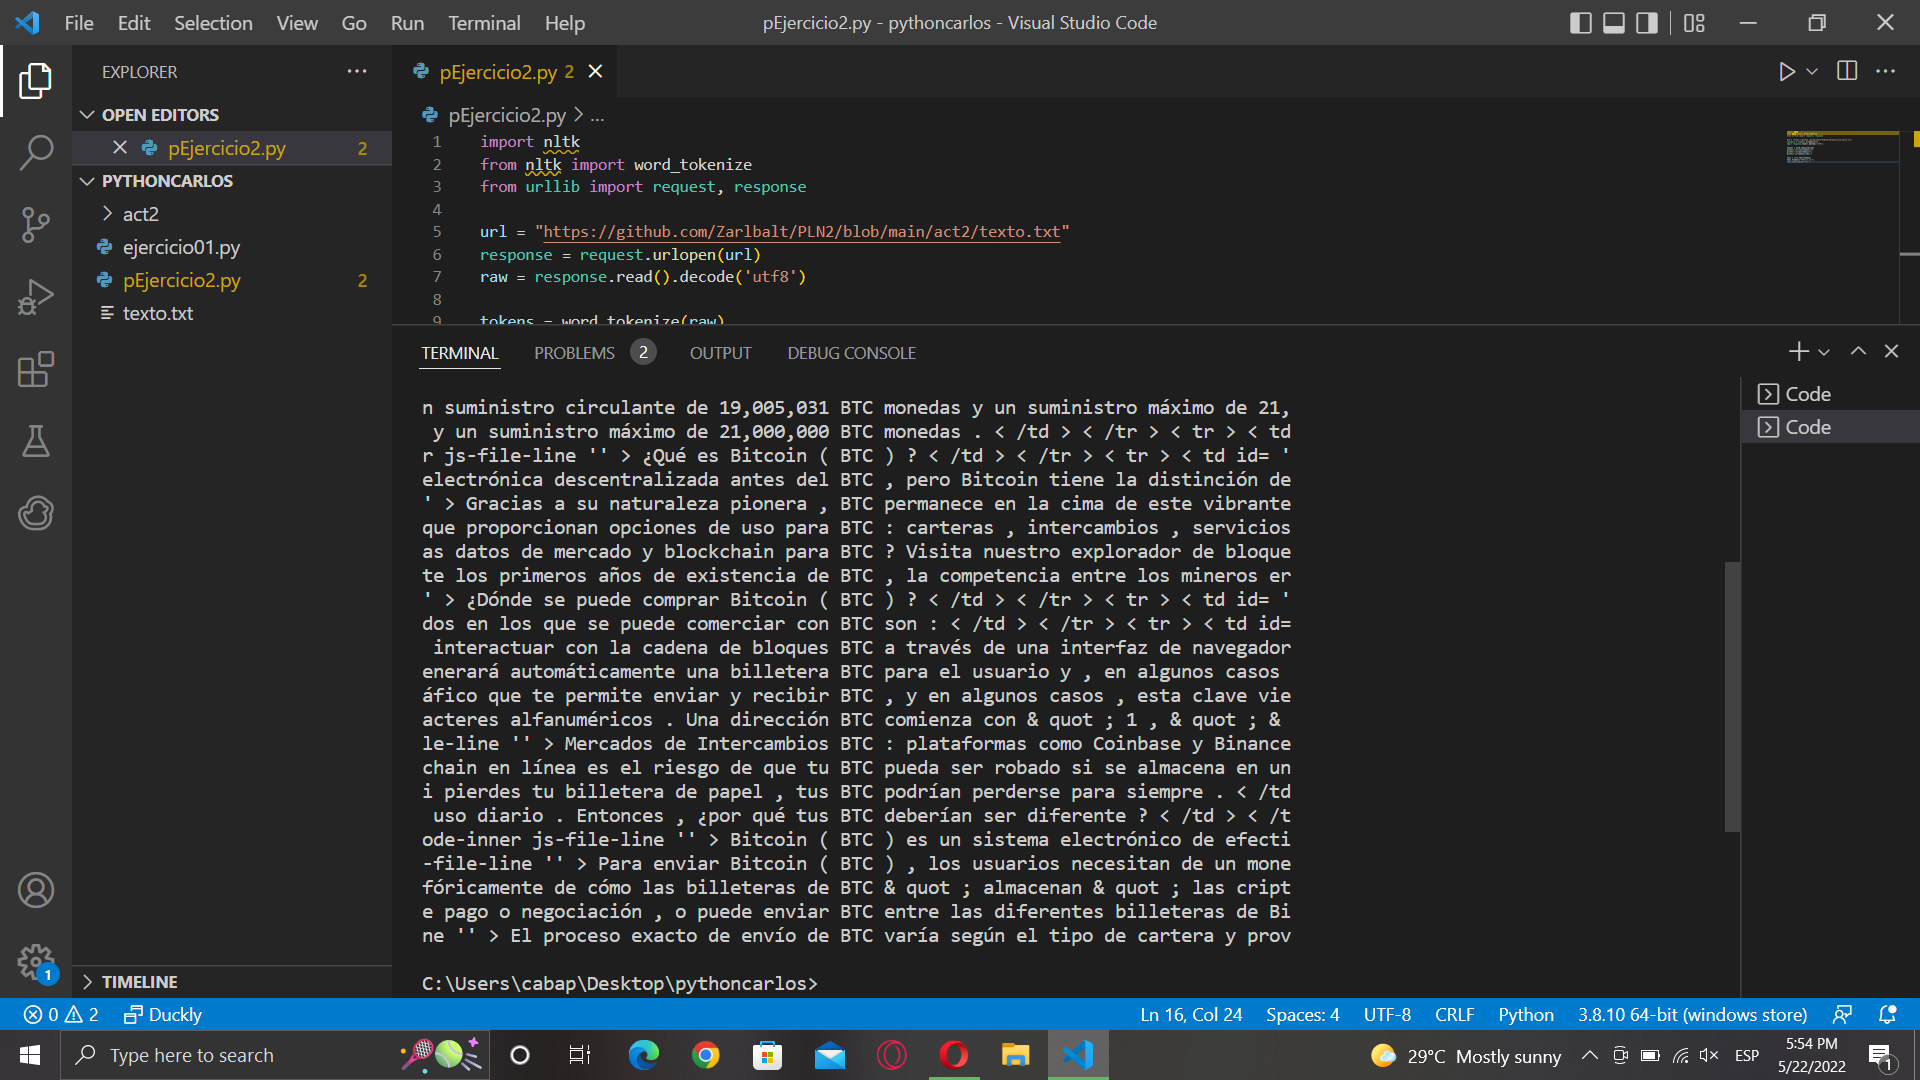 File Edit Selection View Go Run Terminal Help
pEjercicio2.py - pythoncarlos - Visual Studio Code
EXPLORER
OPEN EDITORS
pEjercicio2.py 2
PYTHONCARLOS
act2
ejercicio01.py
pEjercicio2.py 2
texto.txt
TIMELINE
pEjercicio2.py 2
pEjercicio2.py > ...
1 import nltk
2 from nltk import word_tokenize
3 from urllib import request, response
4
5 url = "https://github.com/Zarlbalt/PLN2/blob/main/act2/texto.txt"
6 response = request.urlopen(url)
7 raw = response.read().decode('utf8')
8
9 tokens = word_tokenize(raw)
TERMINAL PROBLEMS 2 OUTPUT DEBUG CONSOLE
n suministro circulante de 19,005,031 BTC monedas y un suministro máximo de 21,
y un suministro máximo de 21,000,000 BTC monedas . < /td > < /tr > < tr > < td
r js-file-line '' > ¿Qué es Bitcoin ( BTC ) ? < /td > < /tr > < tr > < td id= '
electrónica descentralizada antes del BTC , pero Bitcoin tiene la distinción de
' > Gracias a su naturaleza pionera , BTC permanece en la cima de este vibrante
que proporcionan opciones de uso para BTC : carteras , intercambios , servicios
as datos de mercado y blockchain para BTC ? Visita nuestro explorador de bloque
te los primeros años de existencia de BTC , la competencia entre los mineros er
' > ¿Dónde se puede comprar Bitcoin ( BTC ) ? < /td > < /tr > < tr > < td id= '
dos en los que se puede comerciar con BTC son : < /td > < /tr > < tr > < td id=
interactuar con la cadena de bloques BTC a través de una interfaz de navegador
enerará automáticamente una billetera BTC para el usuario y , en algunos casos
áfico que te permite enviar y recibir BTC , y en algunos casos , esta clave vie
acteres alfanuméricos . Una dirección BTC comienza con & quot ; 1 , & quot ; &
le-line '' > Mercados de Intercambios BTC : plataformas como Coinbase y Binance
chain en línea es el riesgo de que tu BTC pueda ser robado si se almacena en un
i pierdes tu billetera de papel , tus BTC podrían perderse para siempre . < /td
uso diario . Entonces , ¿por qué tus BTC deberían ser diferente ? < /td > < /t
ode-inner js-file-line '' > Bitcoin ( BTC ) es un sistema electrónico de efecti
-file-line '' > Para enviar Bitcoin ( BTC ) , los usuarios necesitan de un mone
fóricamente de cómo las billeteras de BTC & quot ; almacenan & quot ; las cript
e pago o negociación , o puede enviar BTC entre las diferentes billeteras de Bi
ne '' > El proceso exacto de envío de BTC varía según el tipo de cartera y prov
C:\Users\cabap\Desktop\pythoncarlos>
Code
Code
1
0 2 Duckly
Ln 16, Col 24 Spaces: 4 UTF-8 CRLF Python 3.8.10 64-bit (windows store)
Type here to search
29°C Mostly sunny
ESP
5:54 PM
5/22/2022
1